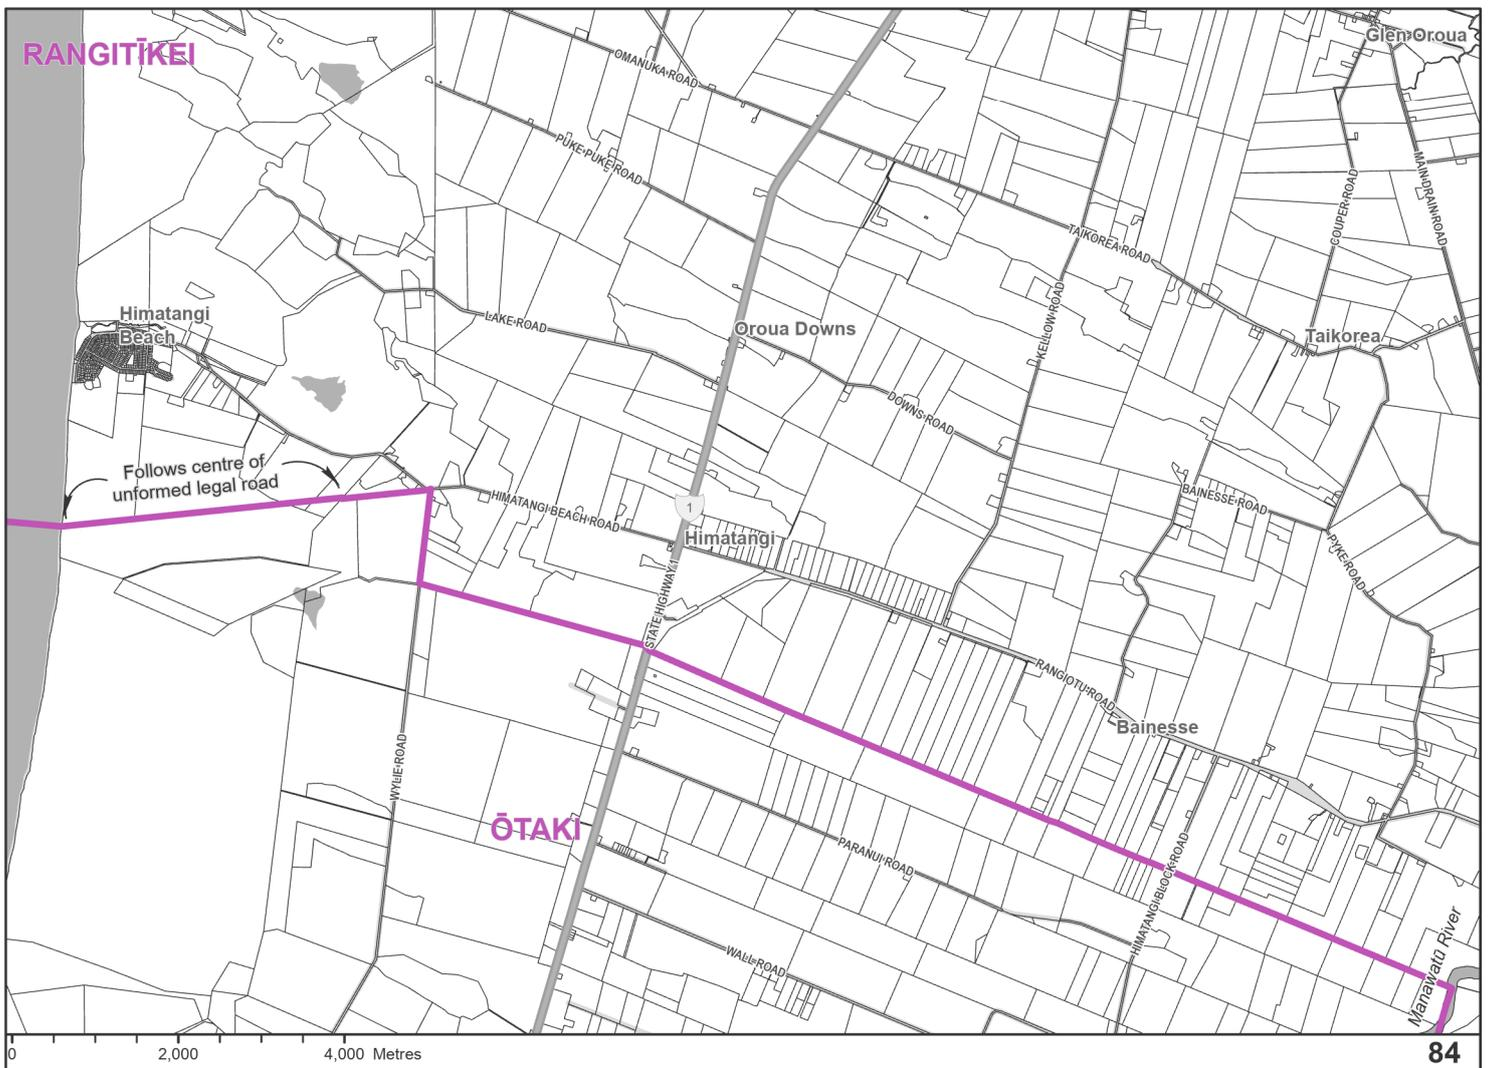 RANGITĪKEI
Glen Oroua
OMANUKA ROAD
PUKE PUKE ROAD
MAIN DRAIN ROAD
COUPER ROAD
TAIKOREA ROAD
KELLOW ROAD
Himatangi
Beach
LAKE ROAD
Oroua Downs
Taikorea
DOWNS ROAD
Follows centre of
unformed legal road
HIMATANGI BEACH ROAD
1
BAINESSE ROAD
Himatangi
PYKE ROAD
STATE HIGHWAY 1
RANGIOTU ROAD
Bainesse
WYLIE ROAD
ŌTAKI
PARANUI ROAD
HIMATANGI BLOCK ROAD
WALL ROAD
Manawatū River
0 2,000 4,000 Metres
84